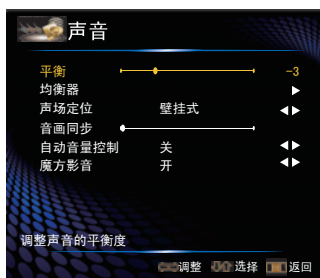 声音
平衡 -3
均衡器
声场定位 壁挂式
音画同步
自动音量控制 关
魔方影音 开
调整声音的平衡度
调整 选择 返回